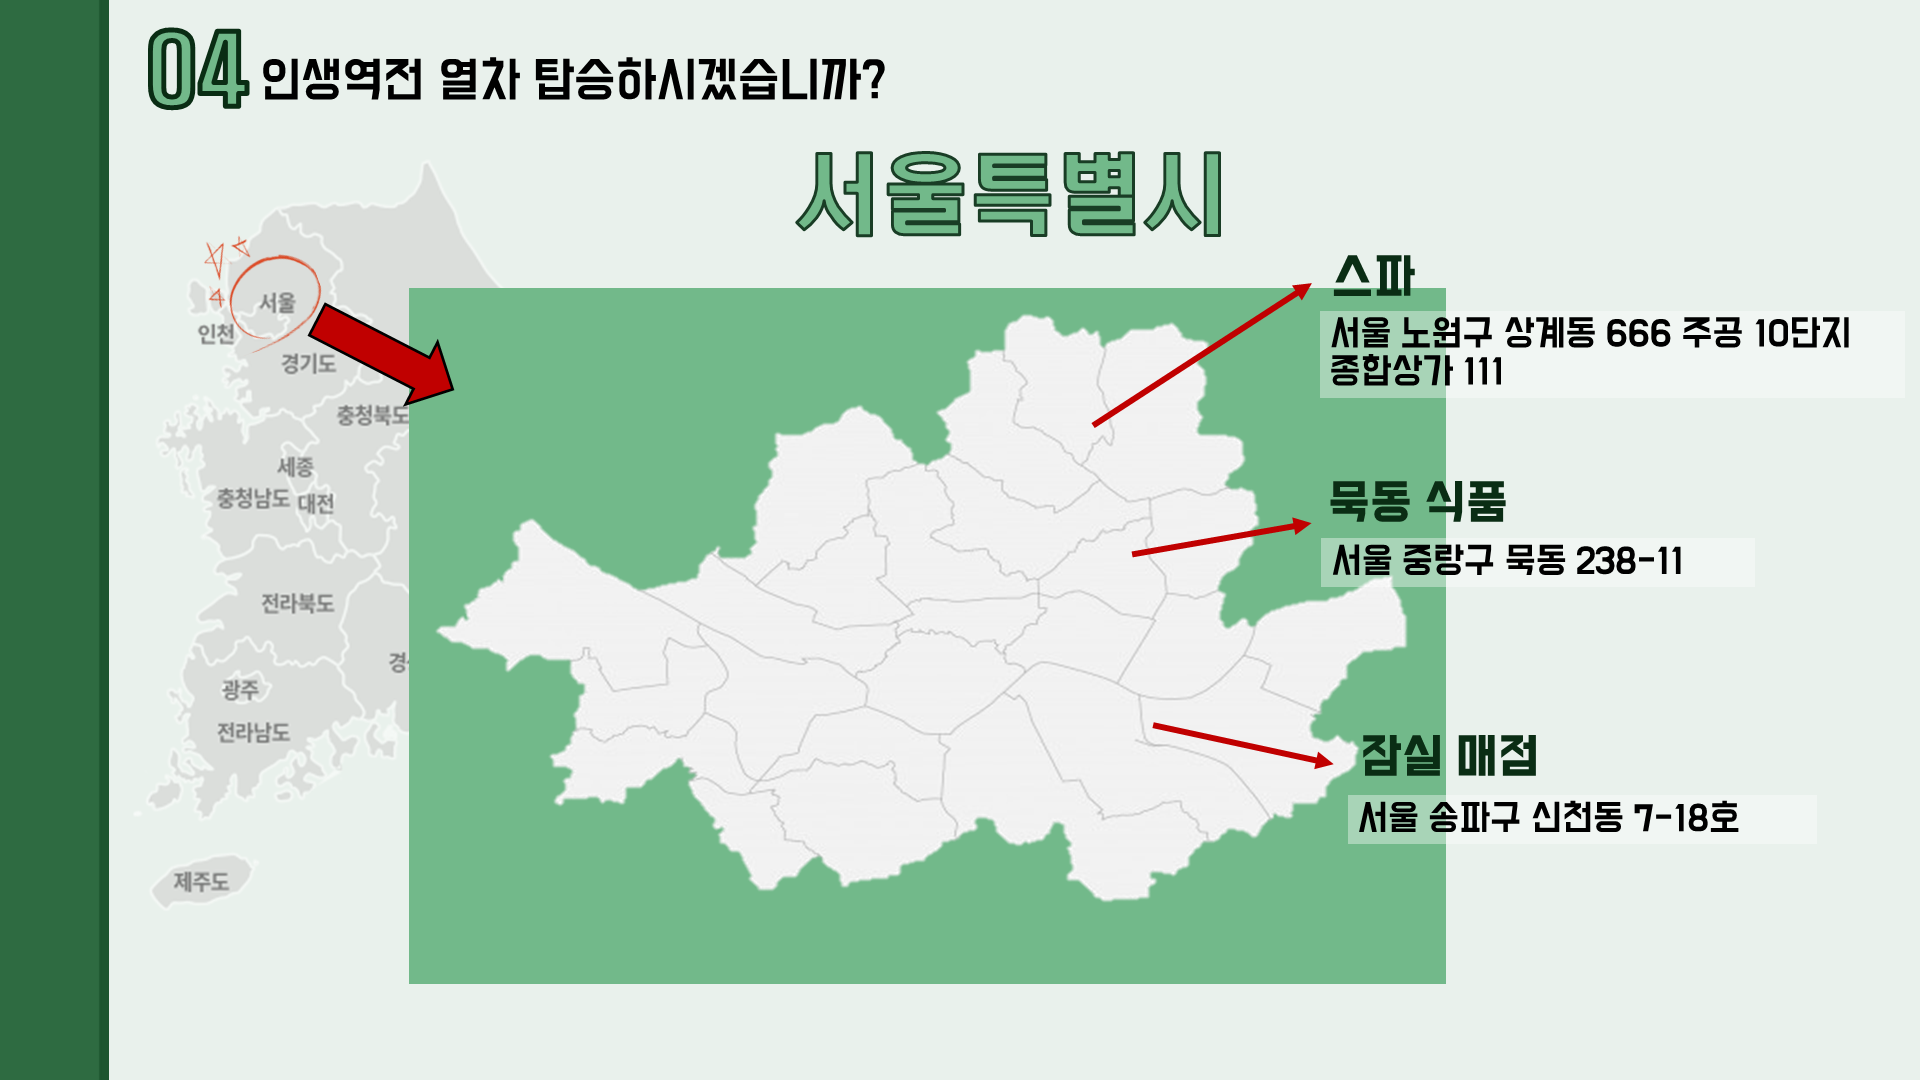 04 인생역전 열차 탑승하시겠습니까?
서울특별시
스파
서울 노원구 상계동 666 주공 10단지
종합상가 111
묵동 식품
서울 중랑구 묵동 238-11
잠실 매점
서울 송파구 신천동 7-18호
서울
인천
경기도
충청북도
세종
충청남도 대전
전라북도
경
광주
전라남도
제주도